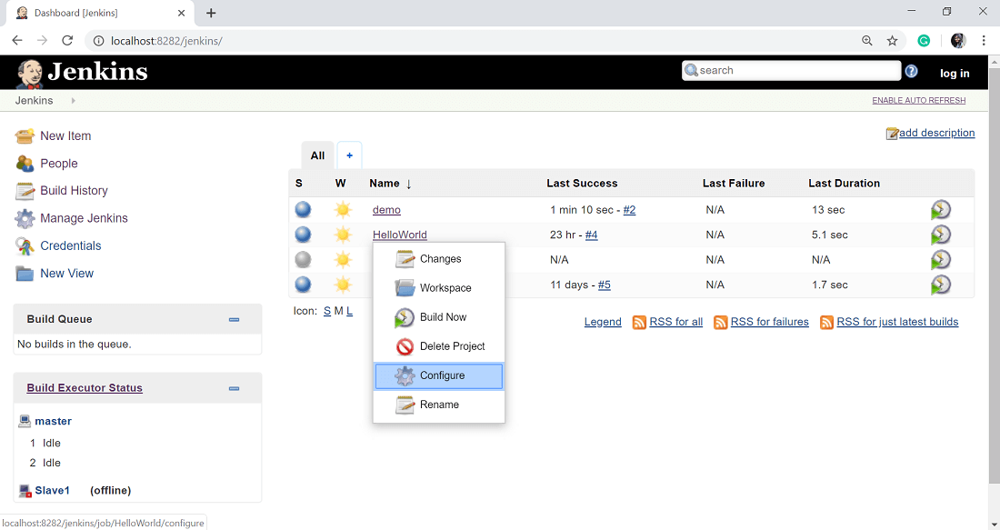 Dashboard [Jenkins]
localhost:8282/jenkins/
Jenkins
search
log in
Jenkins
ENABLE AUTO REFRESH
New Item
People
Build History
Manage Jenkins
Credentials
New View
Build Queue
No builds in the queue.
Build Executor Status
master
1 Idle
2 Idle
Slave1 (offline)
add description
All +
S W Name ↓ Last Success Last Failure Last Duration
demo 1 min 10 sec - #2 N/A 13 sec
HelloWorld 23 hr - #4 N/A 5.1 sec
N/A N/A N/A
11 days - #5 N/A 1.7 sec
Icon: S M L
Legend RSS for all RSS for failures RSS for just latest builds
Changes
Workspace
Build Now
Delete Project
Configure
Rename
localhost:8282/jenkins/job/HelloWorld/configure